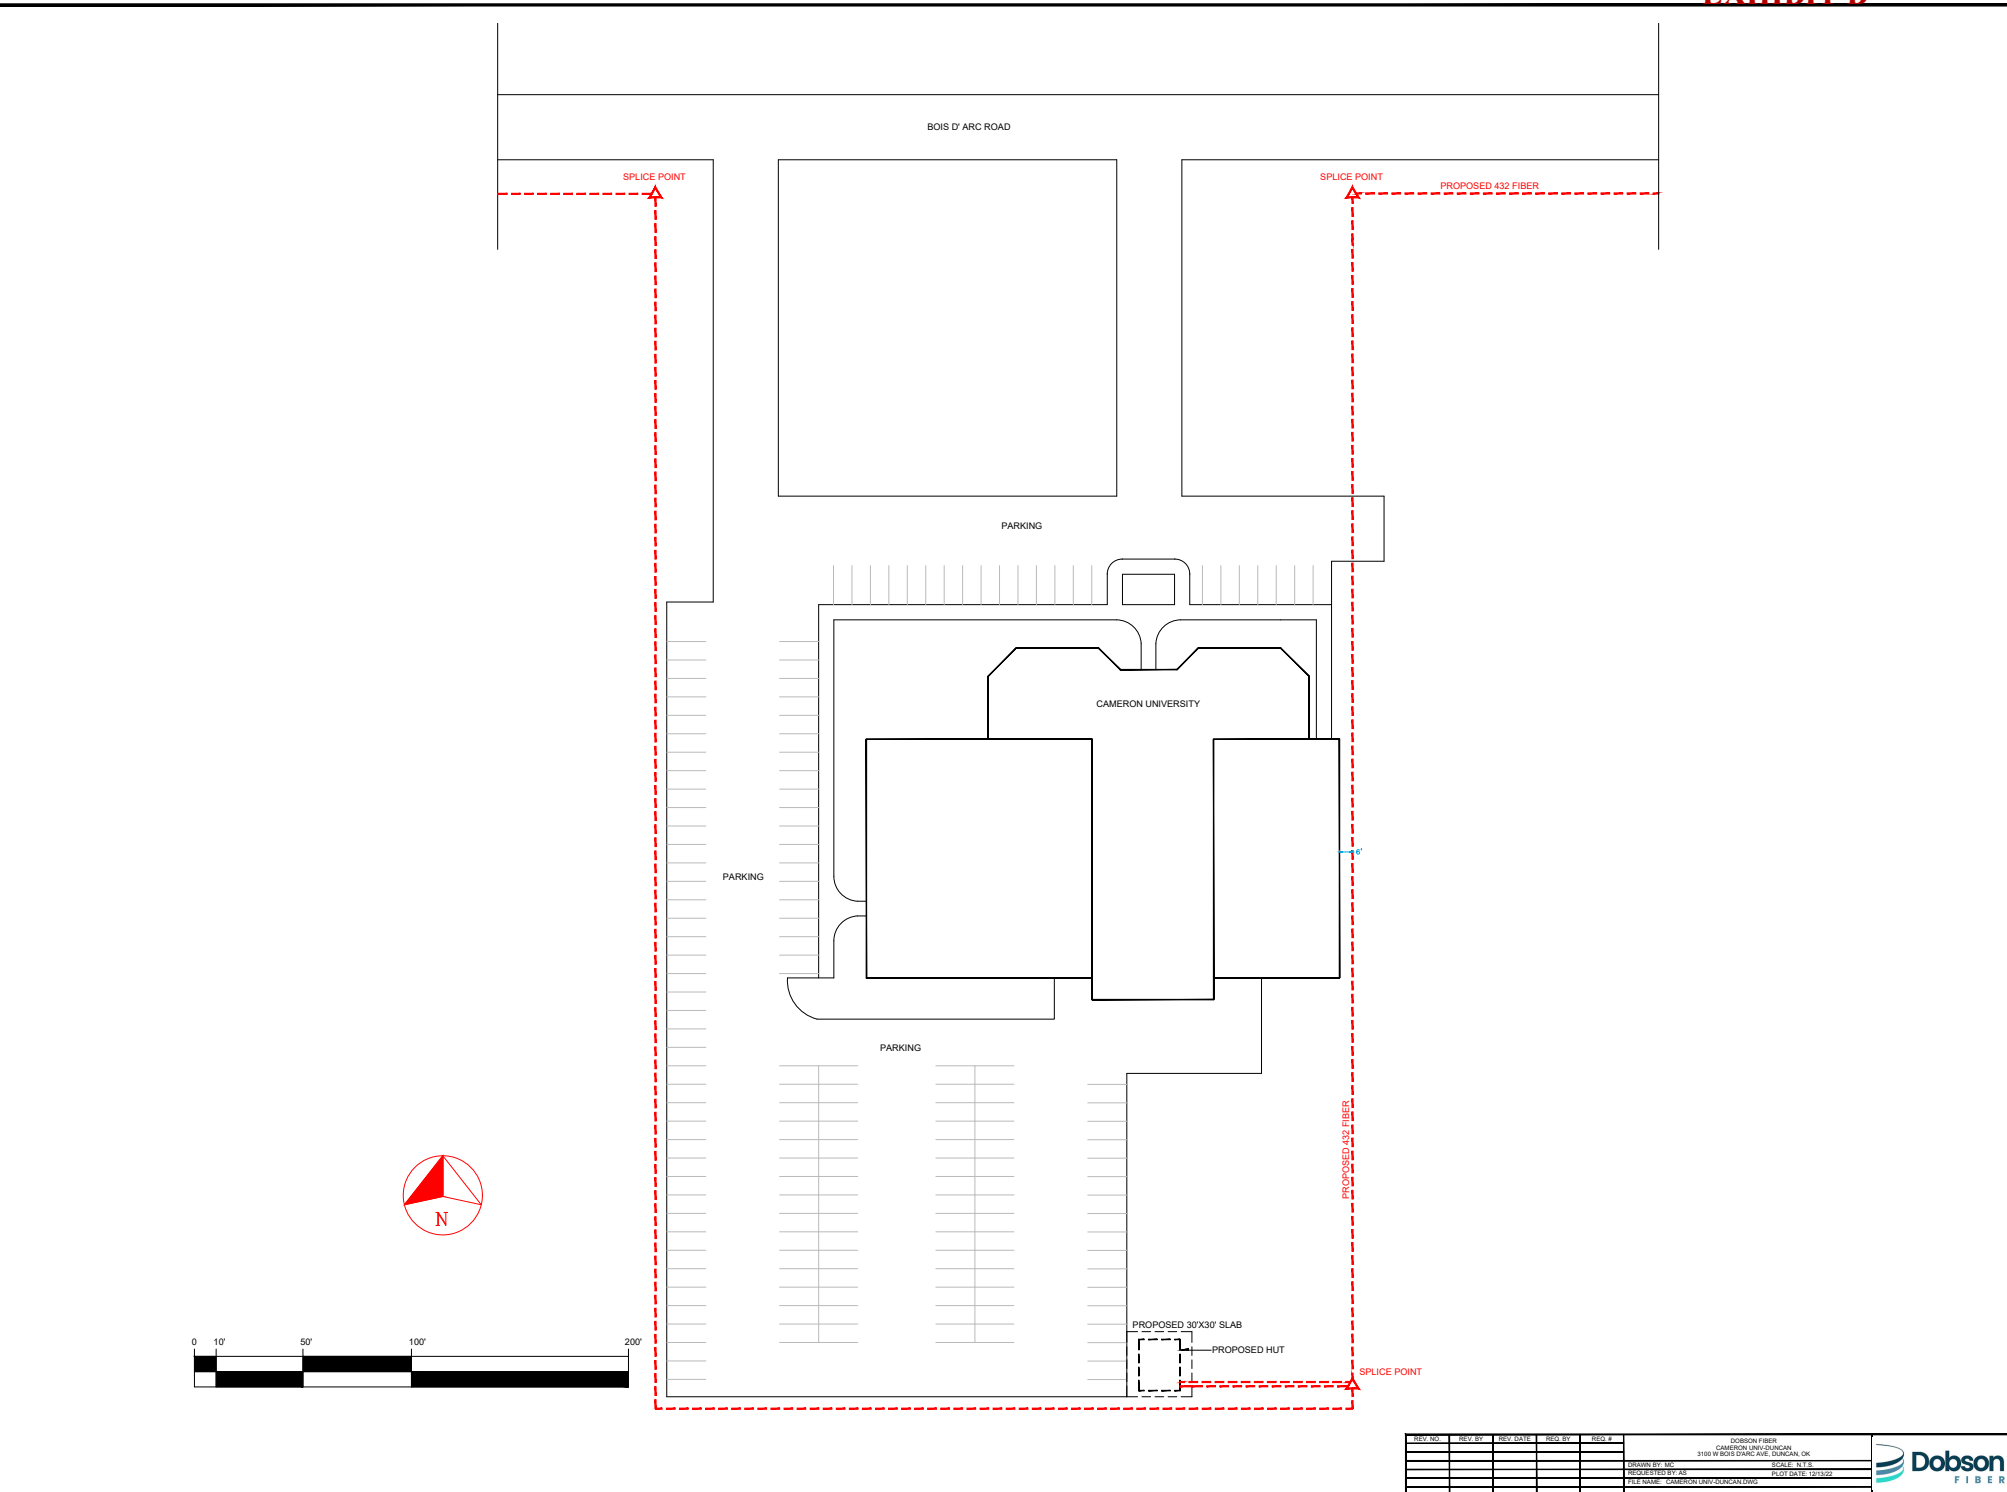 BOIS D' ARC ROAD
SPLICE POINT
SPLICE POINT
PROPOSED 432 FIBER
PARKING
CAMERON UNIVERSITY
6'
PARKING
PARKING
PROPOSED 432 FIBER
N
PROPOSED 30'X30' SLAB
PROPOSED HUT
0 10' 50' 100' 200'
SPLICE POINT
REV. NO. REV. BY REV. DATE REQ. BY REQ. #
DOBSON FIBER
CAMERON UNIV-DUNCAN
3100 W BOIS D'ARC AVE, DUNCAN, OK
DRAWN BY: MC SCALE: N.T.S.
REQUESTED BY: AS PLOT DATE: 12/13/22
FILE NAME: CAMERON UNIV-DUNCAN.DWG
Dobson
FIBER